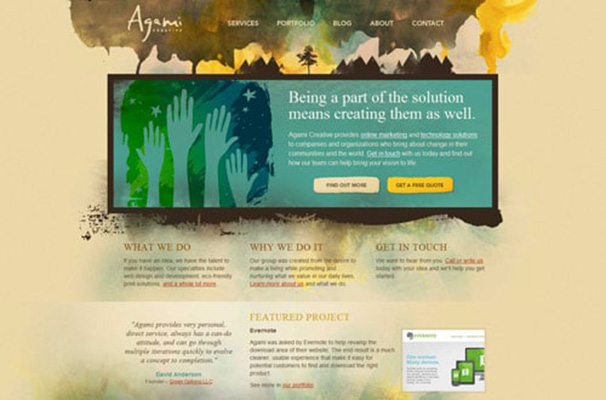 Agami
CREATIVE
SERVICES PORTFOLIO BLOG ABOUT CONTACT
Being a part of the solution
means creating them as well.
Agami Creative provides online marketing and technology solutions
to companies and organizations who bring about change in their
communities and the world. Get in touch with us today and find out
how our team can help bring your vision to life.
FIND OUT MORE
GET A FREE QUOTE
WHAT WE DO
If you have an idea, we have the talent to
make it happen. Our specialties include
web design and development, eco-friendly
print solutions, and a whole lot more.
WHY WE DO IT
Our group was created from the desire to
make a living while promoting and
nurturing what we value in our daily lives.
Learn more about us and what we do.
GET IN TOUCH
We want to hear from you. Call or write us
today with your idea and we'll help you get
started.
"Agami provides very personal,
direct service, always has a can-do
attitude, and can go through
multiple iterations quickly to evolve
a concept to completion."
David Anderson
Founder – Green Options LLC
FEATURED PROJECT
Evernote
Agami was asked by Evernote to help revamp the
download area of their website. The end result is a much
cleaner, usable experience that make it easy for
potential customers to find and download the right
product.
See more in our portfolio